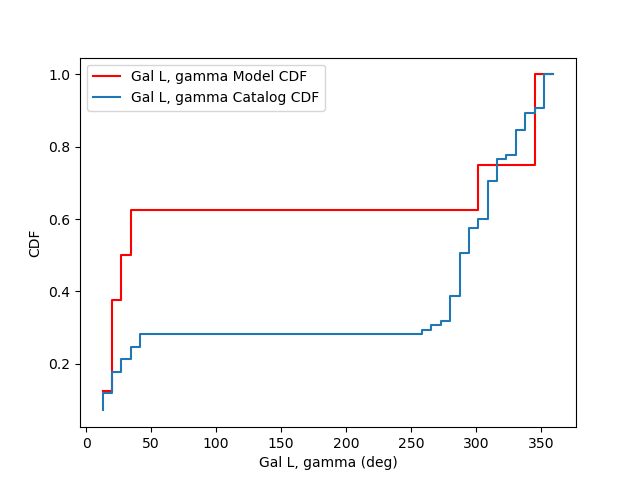 Gal L, gamma Model CDF
Gal L, gamma Catalog CDF
1.0
0.8
0.6
0.4
0.2
CDF
0 50 100 150 200 250 300 350
Gal L, gamma (deg)